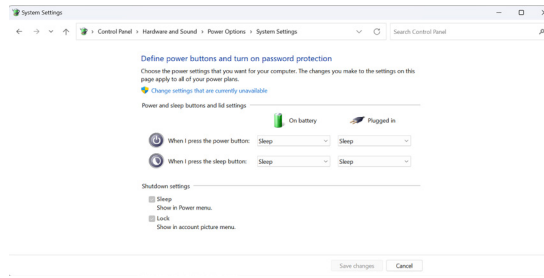 System Settings
Control Panel > Hardware and Sound > Power Options > System Settings
Search Control Panel
Define power buttons and turn on password protection
Choose the power settings that you want for your computer. The changes you make to the settings on this
page apply to all of your power plans.
Change settings that are currently unavailable
Power and sleep buttons and lid settings
On battery Plugged in
When I press the power button: Sleep Sleep
When I press the sleep button: Sleep Sleep
Shutdown settings
Sleep
Show in Power menu.
Lock
Show in account picture menu.
Save changes Cancel